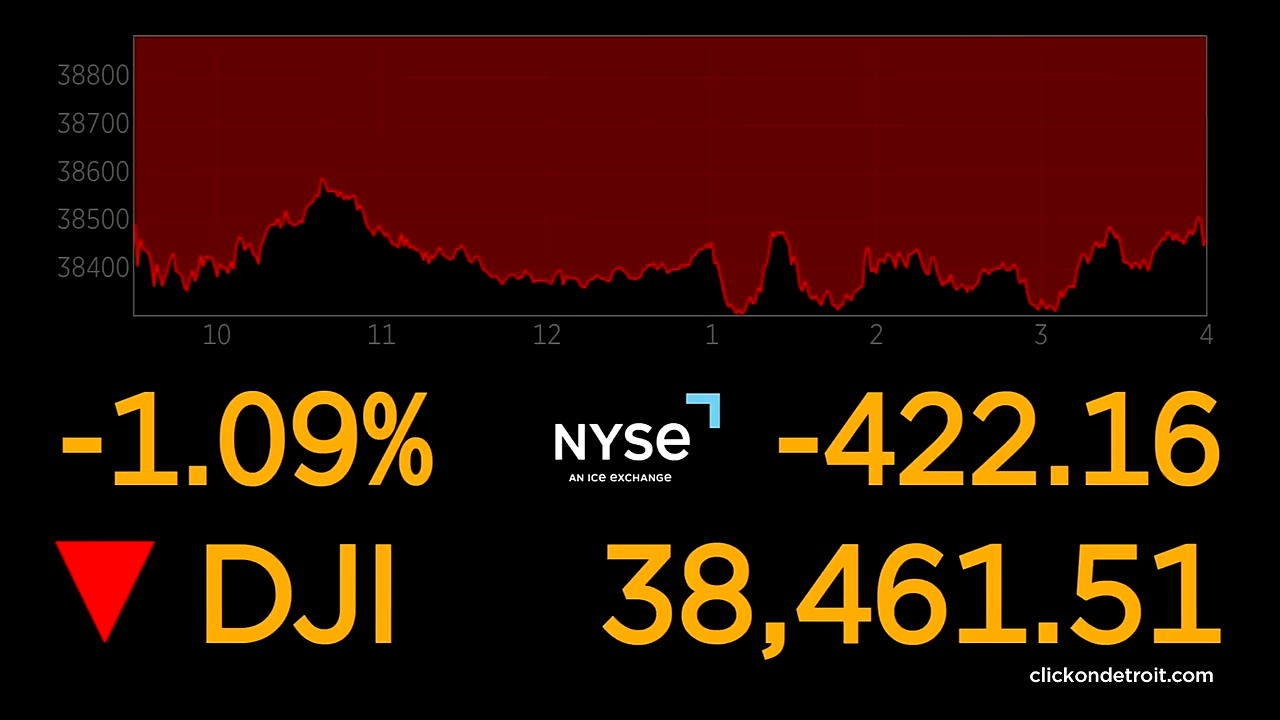 38800
38700
38600
38500
38400
10 11 12 1 2 3 4
-1.09% NYSE -422.16
AN ICE EXCHANGE
DJI 38,461.51
clickondetroit.com